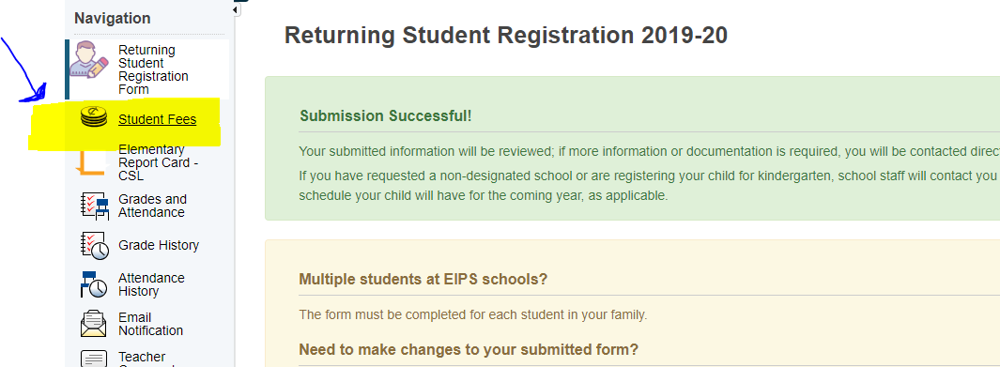 Navigation
Returning
Student
Registration
Form
Student Fees
Elementary
Report Card -
CSL
Grades and
Attendance
Grade History
Attendance
History
Email
Notification
Teacher
Returning Student Registration 2019-20
Submission Successful!
Your submitted information will be reviewed; if more information or documentation is required, you will be contacted direc
If you have requested a non-designated school or are registering your child for kindergarten, school staff will contact you
schedule your child will have for the coming year, as applicable.
Multiple students at EIPS schools?
The form must be completed for each student in your family.
Need to make changes to your submitted form?